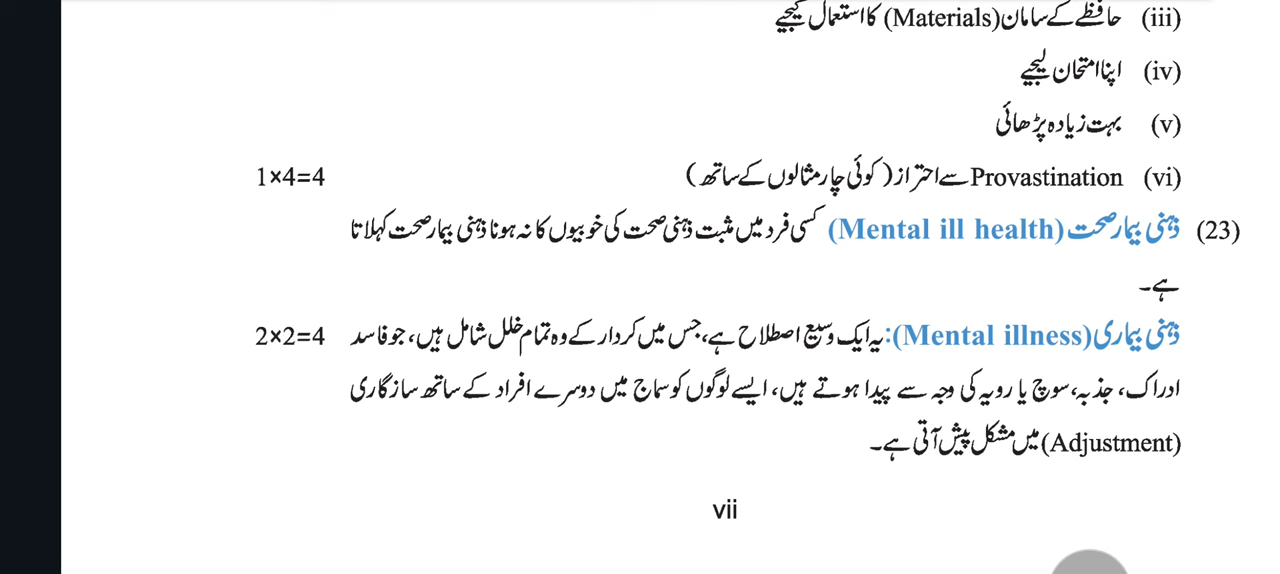 (iii) حافظے کے سامان (Materials) کا استعمال کیجیے
(iv) اپنا امتحان لیجیے
(v) بہت زیادہ پڑھائی
(vi) Provastination سے احتراز (کوئی چار مثالوں کے ساتھ) 1×4=4
(23) ذہنی بیمار صحت (Mental ill health) کسی فرد میں مثبت ذہنی صحت کی خوبیوں کا نہ ہونا ذہنی بیمار صحت کہلاتا
ہے۔
ذہنی بیماری (Mental illness): یہ ایک وسیع اصطلاح ہے، جس میں کردار کے وہ تمام خلل شامل ہیں، جو فاسد 2×2=4
ادراک، جذبہ، سوچ یا رویہ کی وجہ سے پیدا ہوتے ہیں، ایسے لوگوں کو سماج میں دوسرے افراد کے ساتھ سازگاری
(Adjustment) میں مشکل پیش آتی ہے۔
vii